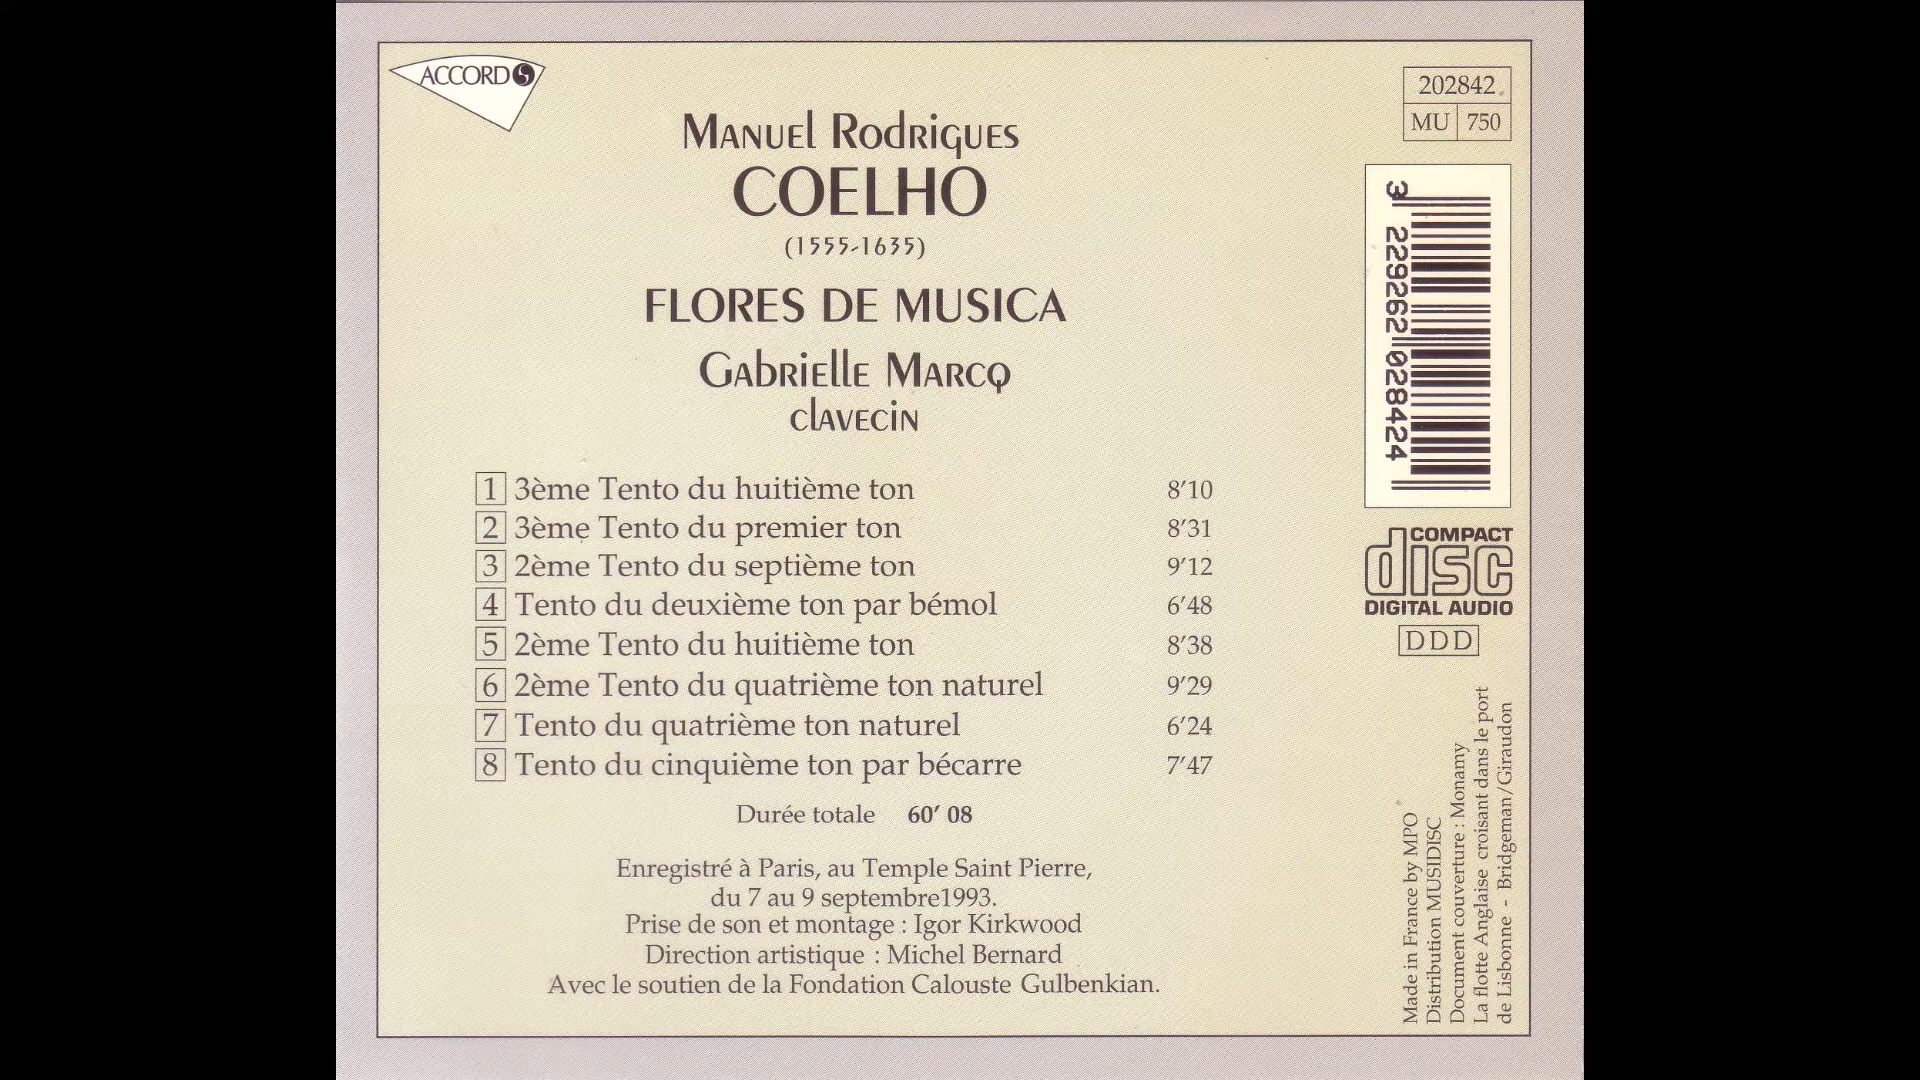 ACCORD
202842
MU 750
Manuel Rodrigues
COELHO
(1555-1635)
FLORES DE MUSICA
Gabrielle Marcq
clavecin
3 229262 028424
1 3ème Tento du huitième ton 8’10
2 3ème Tento du premier ton 8’31
3 2ème Tento du septième ton 9’12
4 Tento du deuxième ton par bémol 6’48
5 2ème Tento du huitième ton 8’38
6 2ème Tento du quatrième ton naturel 9’29
7 Tento du quatrième ton naturel 6’24
8 Tento du cinquième ton par bécarre 7’47
Durée totale 60’ 08
COMPACT
disc
DIGITAL AUDIO
DDD
Enregistré à Paris, au Temple Saint Pierre,
du 7 au 9 septembre1993.
Prise de son et montage : Igor Kirkwood
Direction artistique : Michel Bernard
Avec le soutien de la Fondation Calouste Gulbenkian.
Made in France by MPO
Distribution MUSIDISC
Document couverture : Monamy
La flotte Anglaise croisant dans le port
de Lisbonne - Bridgeman/Giraudon